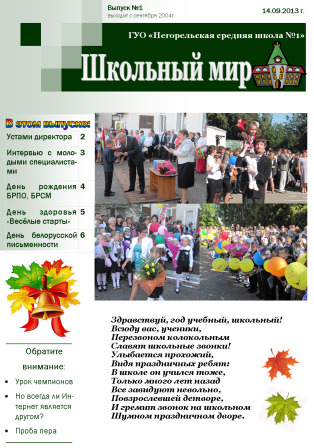 Выпуск №1
выходит с сентября 2004г
14.09.2013 г.
ГУО «Негорельская средняя школа №1»
Школьный мир
В этом выпуске:
Устами директора 2
Интервью с моло- 3
дыми специалиста-
ми
День рождения 4
БРПО, БРСМ
День здоровья 5
«Весёлые старты»
День белорусской 6
письменности
Обратите
внимание:
• Урок чемпионов
• Но всегда ли Ин-
тернет является
другом?
• Проба пера
Здравствуй, год учебный, школьный!
Всюду вас, ученики,
Перезвоном колокольным
Славят школьные звонки!
Улыбается прохожий,
Видя праздничных ребят:
В школе он учился тоже,
Только много лет назад
Все завидуют невольно,
Повзрослевшей детворе,
И гремит звонок на школьном
Шумном праздничном дворе.